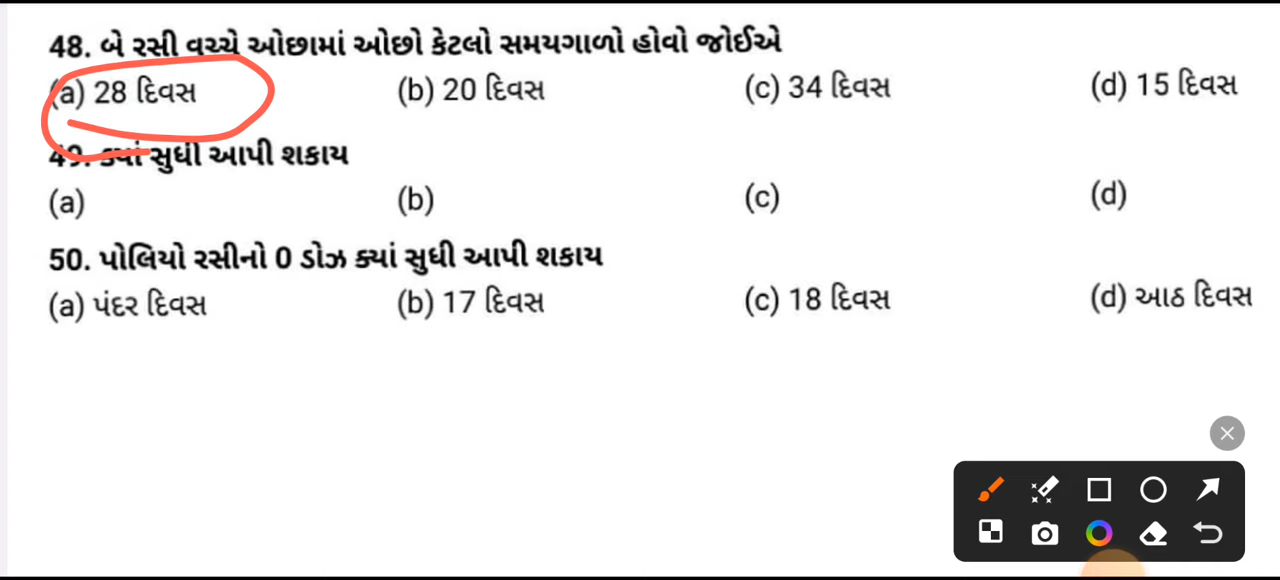 48. બે રસી વચ્ચે ઓછામાં ઓછો કેટલો સમયગાળો હોવો જોઈએ
(a) 28 દિવસ (b) 20 દિવસ (c) 34 દિવસ (d) 15 દિવસ
49. ક્યાં સુધી આપી શકાય
(a) (b) (c) (d)
50. પોલિયો રસીનો 0 ડોઝ ક્યાં સુધી આપી શકાય
(a) પંદર દિવસ (b) 17 દિવસ (c) 18 દિવસ (d) આઠ દિવસ